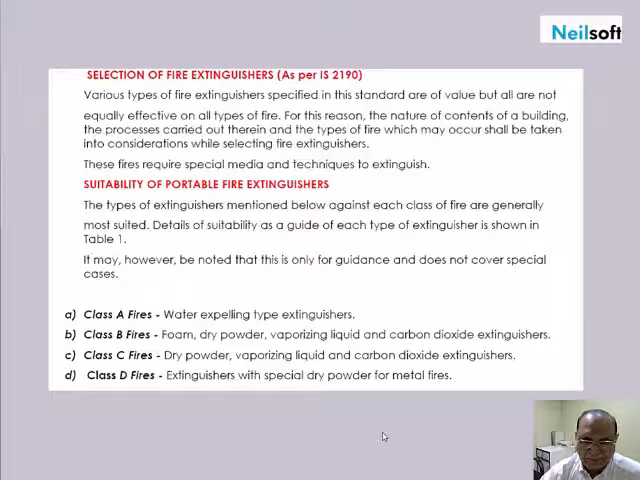 Neilsoft
SELECTION OF FIRE EXTINGUISHERS (As per IS 2190)
Various types of fire extinguishers specified in this standard are of value but all are not
equally effective on all types of fire. For this reason, the nature of contents of a building,
the processes carried out therein and the types of fire which may occur shall be taken
into considerations while selecting fire extinguishers.
These fires require special media and techniques to extinguish.
SUITABILITY OF PORTABLE FIRE EXTINGUISHERS
The types of extinguishers mentioned below against each class of fire are generally
most suited. Details of suitability as a guide of each type of extinguisher is shown in
Table 1.
It may, however, be noted that this is only for guidance and does not cover special
cases.
a) Class A Fires - Water expelling type extinguishers.
b) Class B Fires - Foam, dry powder, vaporizing liquid and carbon dioxide extinguishers.
c) Class C Fires - Dry powder, vaporizing liquid and carbon dioxide extinguishers.
d) Class D Fires - Extinguishers with special dry powder for metal fires.